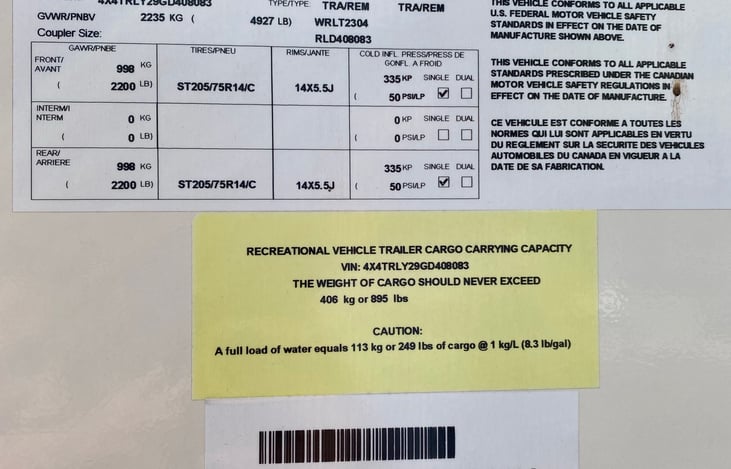 4X4TRLY29GD408083
GVWR/PNBV 2235 KG ( 4927 LB)
TYPE/TYPE: TRA/REM TRA/REM
WRLT2304
Coupler Size: RLD408083
GAWR/PNBE TIRES/PNEU RIMS/JANTE COLD INFL. PRESS/PRESS DE
GONFL. A FROID
FRONT/
AVANT 998 KG 335 KP SINGLE DUAL
( 2200 LB) ST205/75R14/C 14X5.5J ( 50 PSI/LP
INTERM/I
NTERM 0 KG 0 KP SINGLE DUAL
( 0 LB) ( 0 PSI/LP
REAR/
ARRIERE 998 KG 335 KP SINGLE DUAL
( 2200 LB) ST205/75R14/C 14X5.5J ( 50 PSI/LP
THIS VEHICLE CONFORMS TO ALL APPLICABLE
U.S. FEDERAL MOTOR VEHICLE SAFETY
STANDARDS IN EFFECT ON THE DATE OF
MANUFACTURE SHOWN ABOVE.
THIS VEHICLE CONFORMS TO ALL APPLICABLE
STANDARDS PRESCRIBED UNDER THE CANADIAN
MOTOR VEHICLE SAFETY REGULATIONS IN
EFFECT ON THE DATE OF MANUFACTURE.
CE VEHICULE EST CONFORME A TOUTES LES
NORMES QUI LUI SONT APPLICABLES EN VERTU
DU REGLEMENT SUR LA SECURITE DES VEHICULES
AUTOMOBILES DU CANADA EN VIGUEUR A LA
DATE DE SA FABRICATION.
RECREATIONAL VEHICLE TRAILER CARGO CARRYING CAPACITY
VIN: 4X4TRLY29GD408083
THE WEIGHT OF CARGO SHOULD NEVER EXCEED
406 kg or 895 lbs
CAUTION:
A full load of water equals 113 kg or 249 lbs of cargo @ 1 kg/L (8.3 lb/gal)